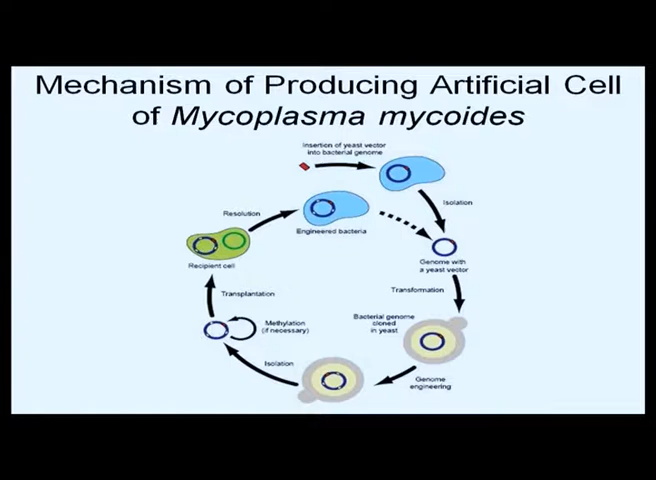 Mechanism of Producing Artificial Cell
of Mycoplasma mycoides
Insertion of yeast vector
into bacterial genome
Isolation
Resolution
Engineered bacteria
Recipient cell
Genome with
a yeast vector
Transformation
Transplantation
Bacterial genome
cloned
in yeast
Methylation
(if necessary)
Isolation
Genome
engineering